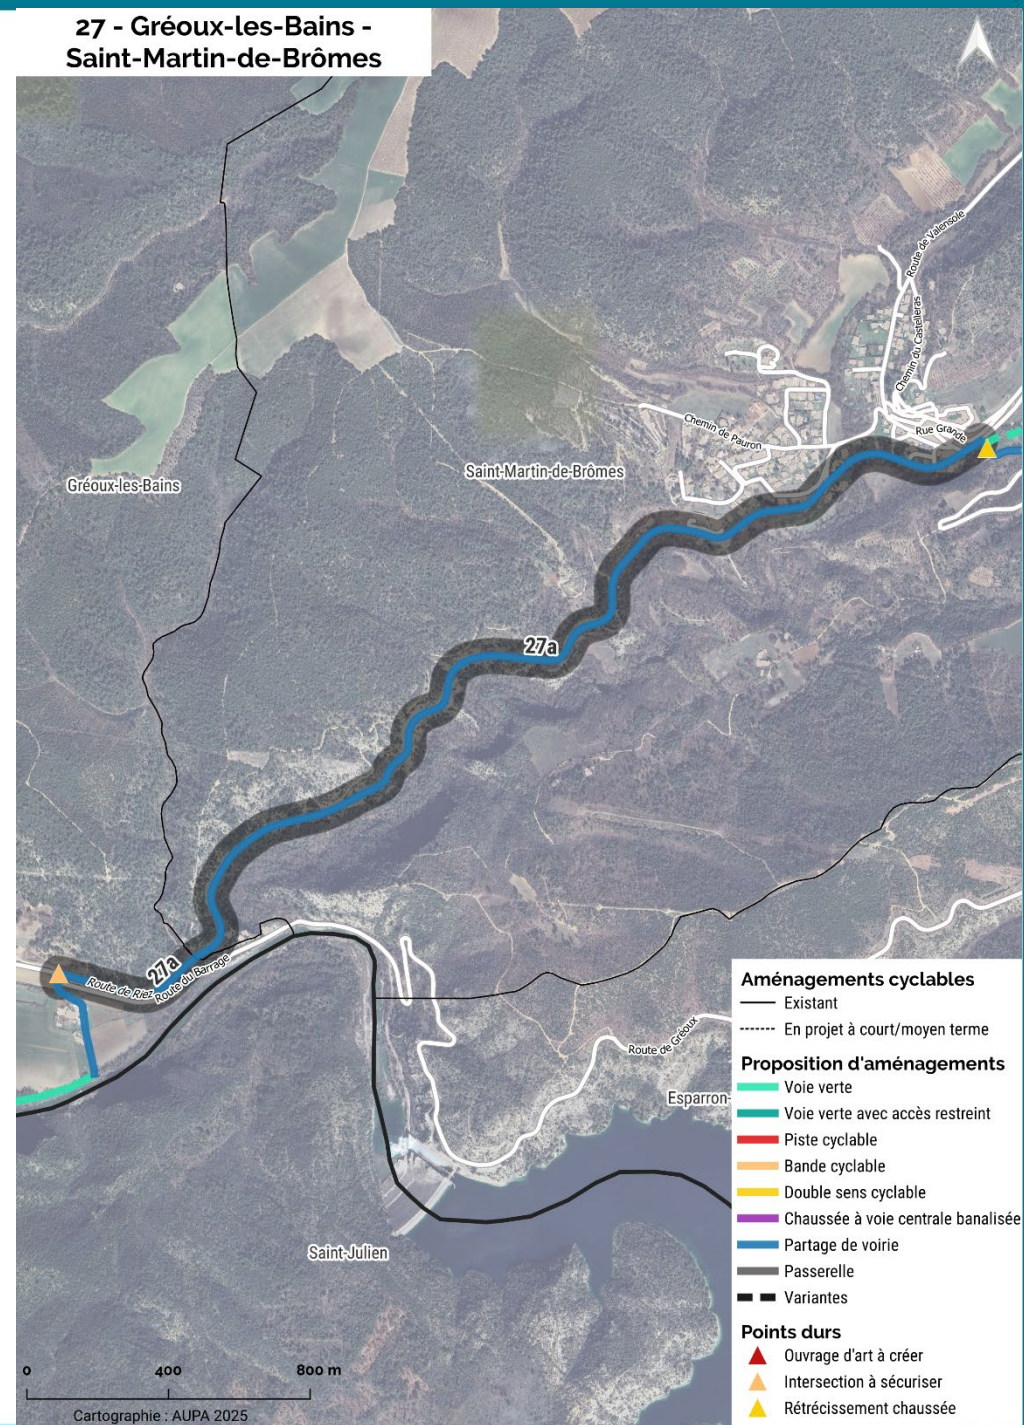 27 - Gréoux-les-Bains -
Saint-Martin-de-Brômes
Route de Valensole
Chemin du Castelleras
Chemin de Pauron
Rue Grande
Gréoux-les-Bains
Saint-Martin-de-Brômes
27a
27a
Route de Riez
Route du Barrage
Route de Gréoux
Esparron-
Saint-Julien
Aménagements cyclables
Existant
En projet à court/moyen terme
Proposition d'aménagements
Voie verte
Voie verte avec accès restreint
Piste cyclable
Bande cyclable
Double sens cyclable
Chaussée à voie centrale banalisée
Partage de voirie
Passerelle
Variantes
Points durs
Ouvrage d'art à créer
Intersection à sécuriser
Rétrécissement chaussée
0 400 800 m
Cartographie : AUPA 2025